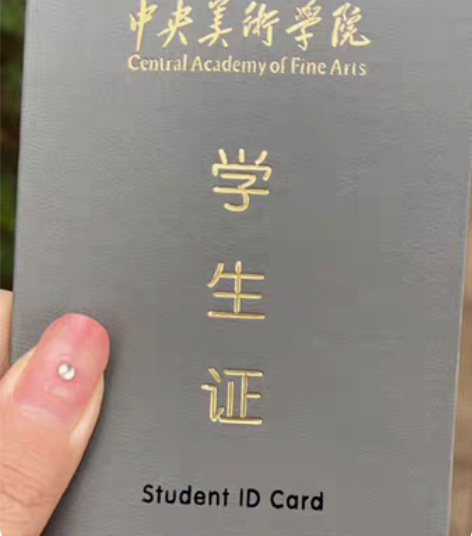 中央美術學院
Central Academy of Fine Arts
学
生
证
Student ID Card